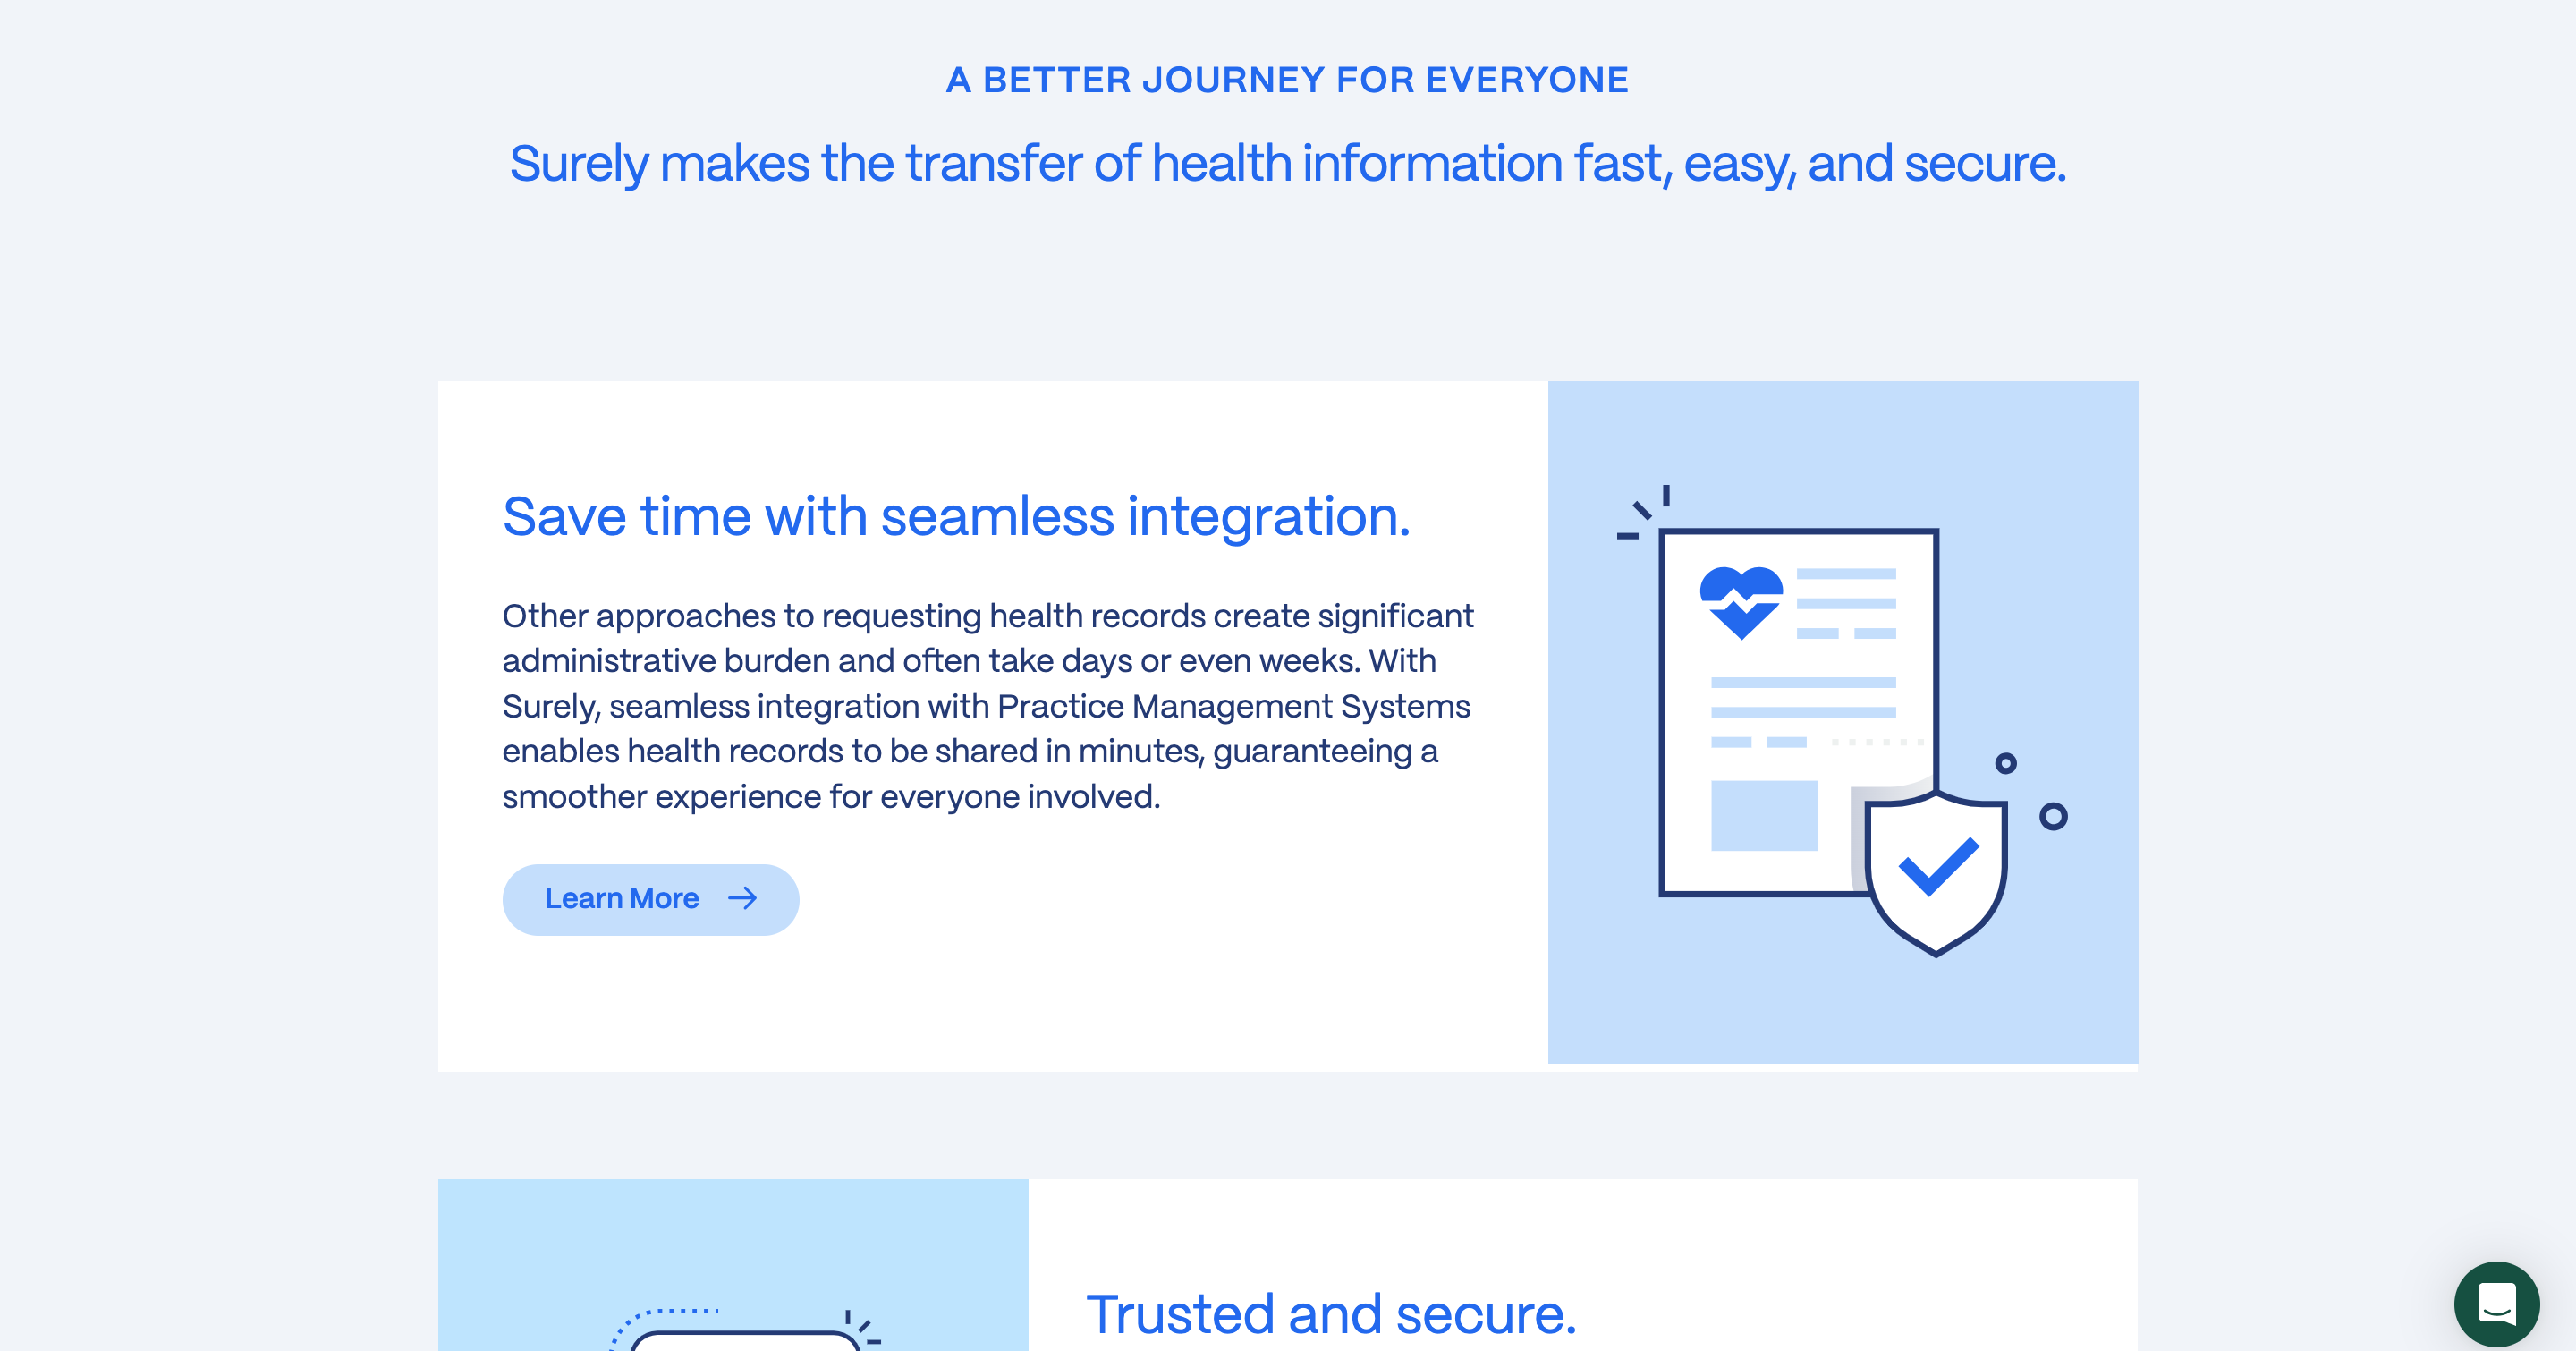 A BETTER JOURNEY FOR EVERYONE
Surely makes the transfer of health information fast, easy, and secure.
Save time with seamless integration.
Other approaches to requesting health records create significant
administrative burden and often take days or even weeks. With
Surely, seamless integration with Practice Management Systems
enables health records to be shared in minutes, guaranteeing a
smoother experience for everyone involved.
Learn More
Trusted and secure.